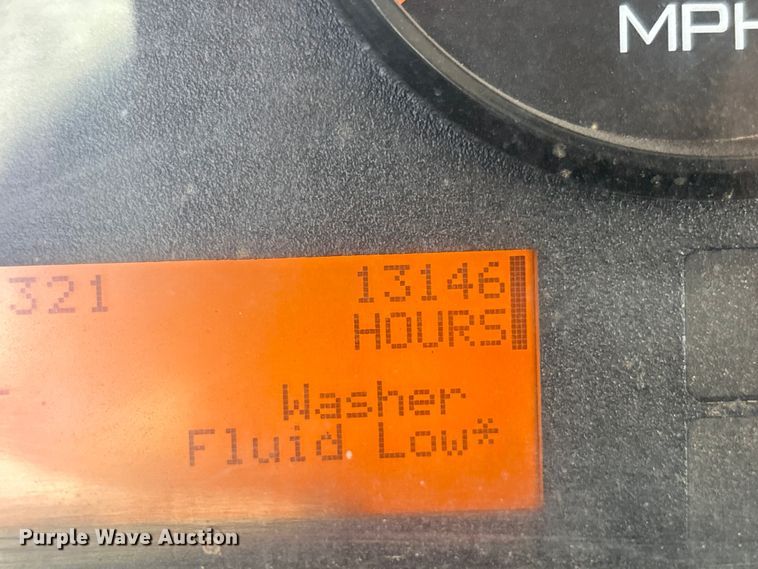 MPH
321 13146
HOURS
Washer
Fluid Low*
Purple Wave Auction